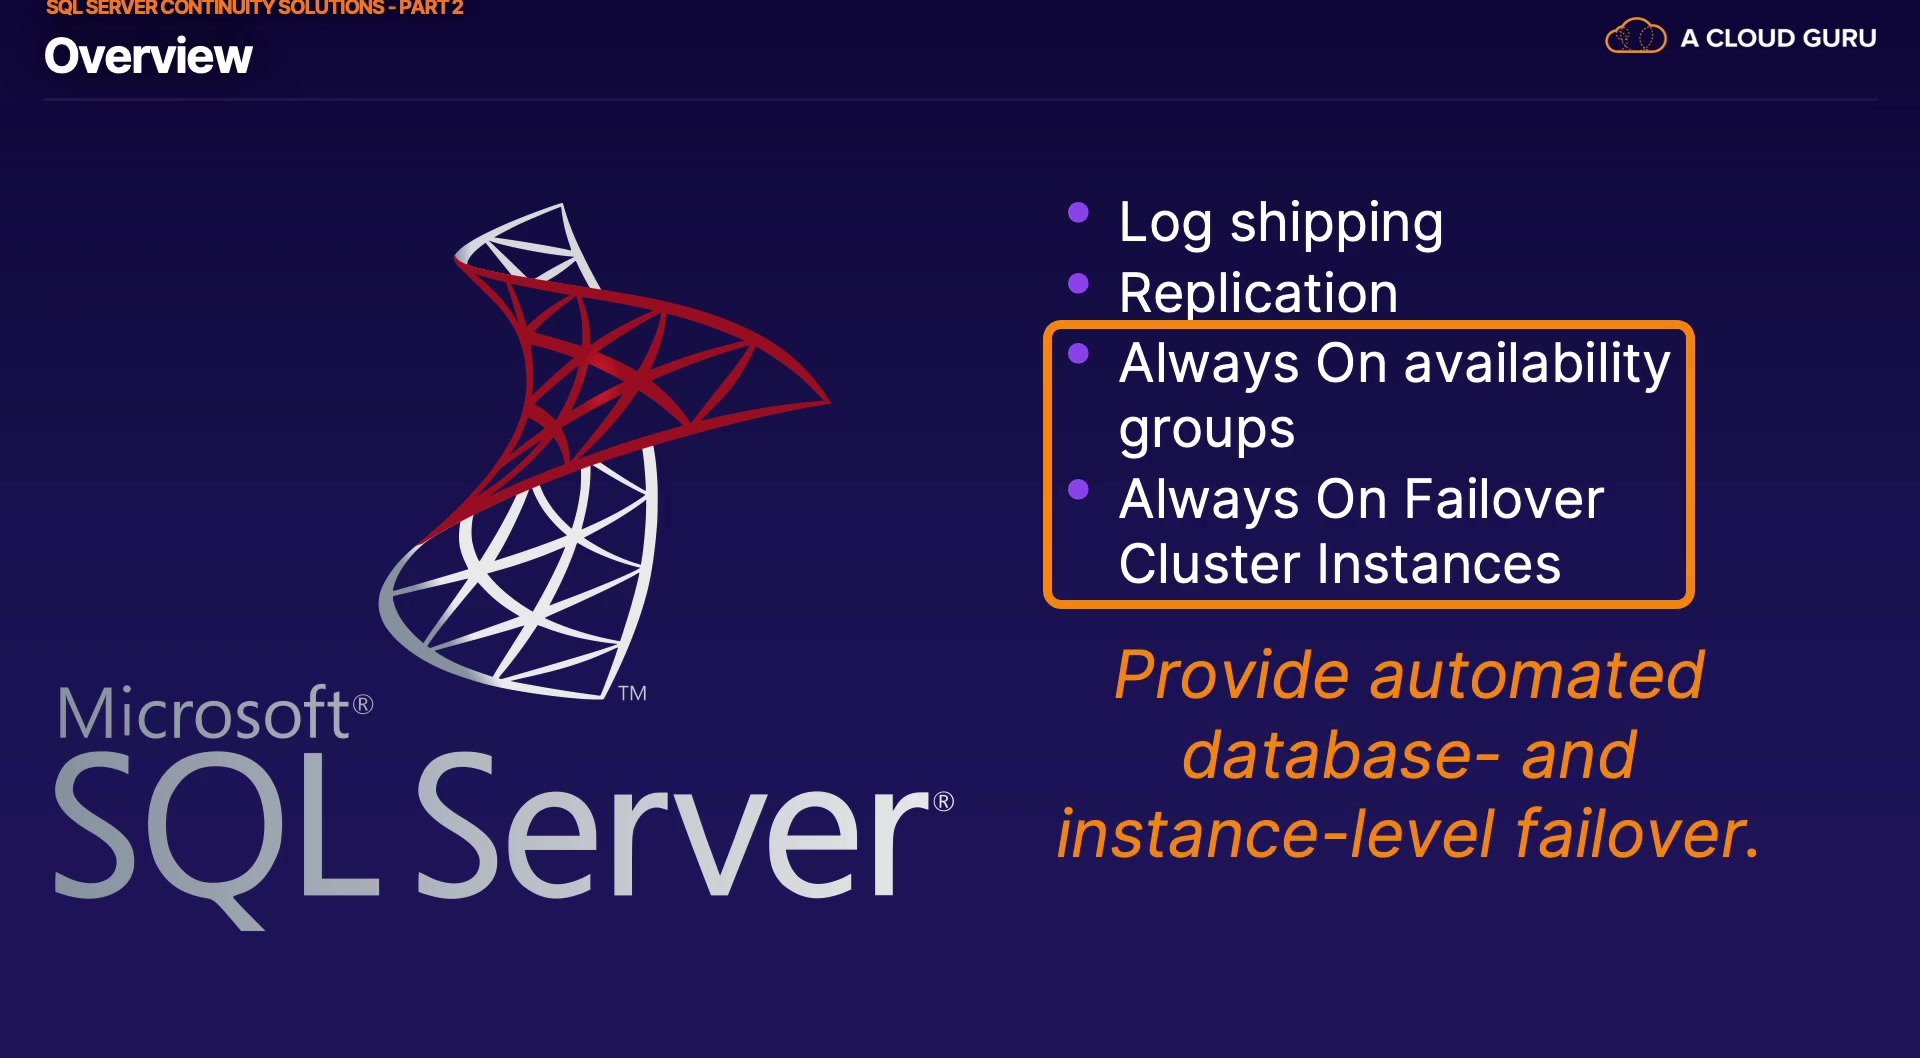 SQL SERVER CONTINUITY SOLUTIONS - PART 2
Overview
A CLOUD GURU
• Log shipping
• Replication
• Always On availability
groups
• Always On Failover
Cluster Instances
Provide automated
database- and
instance-level failover.
TM
Microsoft®
SQL Server®